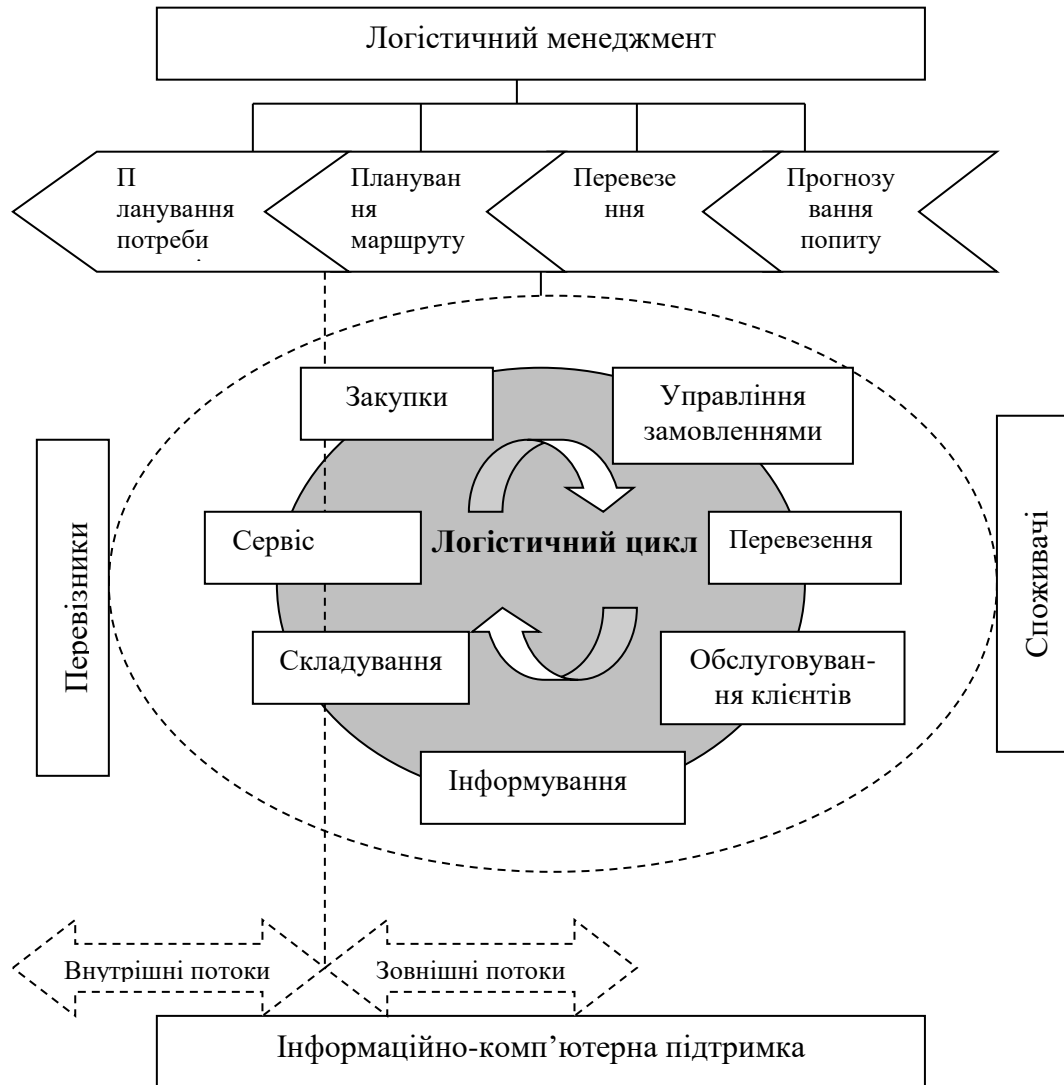 Логістичний менеджмент
П
ланування
потреби
Плануван
ня
маршруту
Перевезе
ння
Прогнозу
вання
попиту
Закупки
Управління
замовленнями
Перевізники
Сервіс
Логістичний цикл
Перевезення
Споживачі
Складування
Обслуговуван-
ня клієнтів
Інформування
Внутрішні потоки
Зовнішні потоки
Інформаційно-комп’ютерна підтримка